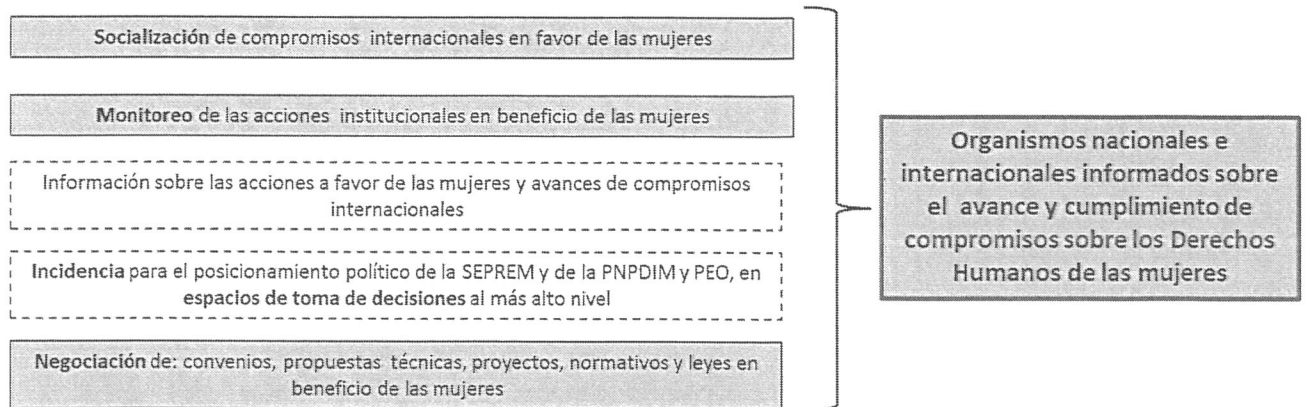 Socialización de compromisos internacionales en favor de las mujeres
Monitoreo de las acciones institucionales en beneficio de las mujeres
Información sobre las acciones a favor de las mujeres y avances de compromisos
internacionales
Incidencia para el posicionamiento político de la SEPREM y de la PNPDIM y PEO, en
espacios de toma de decisiones al más alto nivel
Negociación de: convenios, propuestas técnicas, proyectos, normativos y leyes en
beneficio de las mujeres
Organismos nacionales e
internacionales informados sobre
el avance y cumplimiento de
compromisos sobre los Derechos
Humanos de las mujeres